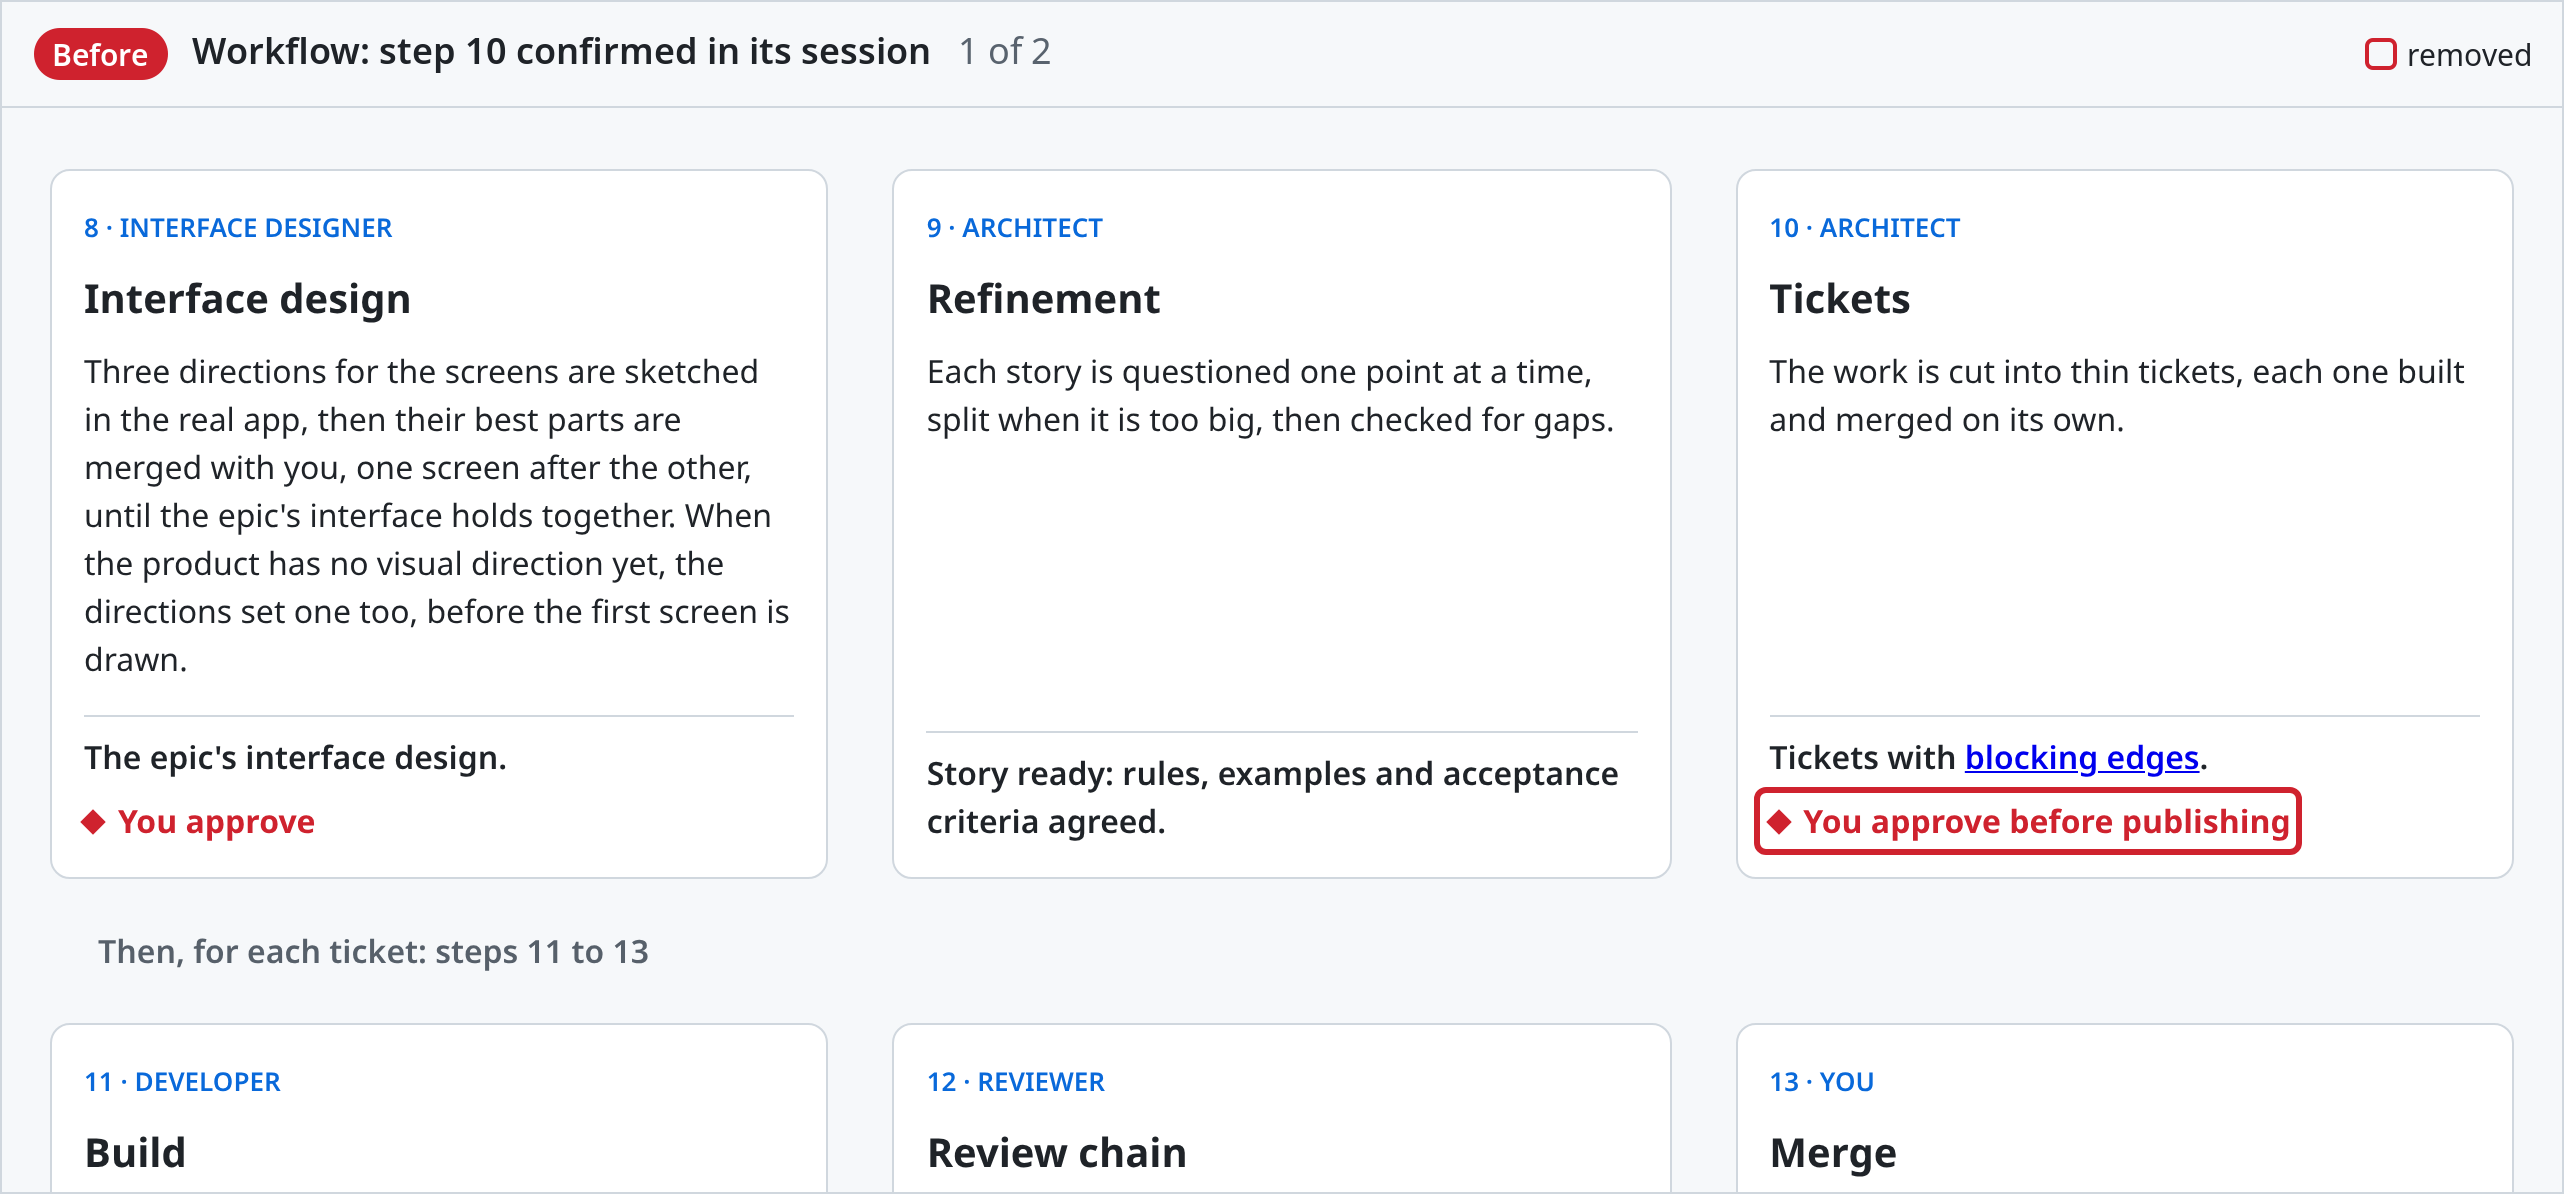 Before Workflow: step 10 confirmed in its session 1 of 2 removed
8 · INTERFACE DESIGNER
Interface design
Three directions for the screens are sketched
in the real app, then their best parts are
merged with you, one screen after the other,
until the epic's interface holds together. When
the product has no visual direction yet, the
directions set one too, before the first screen is
drawn.
The epic's interface design.
◆ You approve
9 · ARCHITECT
Refinement
Each story is questioned one point at a time,
split when it is too big, then checked for gaps.
Story ready: rules, examples and acceptance
criteria agreed.
10 · ARCHITECT
Tickets
The work is cut into thin tickets, each one built
and merged on its own.
Tickets with blocking edges.
◆ You approve before publishing
Then, for each ticket: steps 11 to 13
11 · DEVELOPER
Build
12 · REVIEWER
Review chain
13 · YOU
Merge